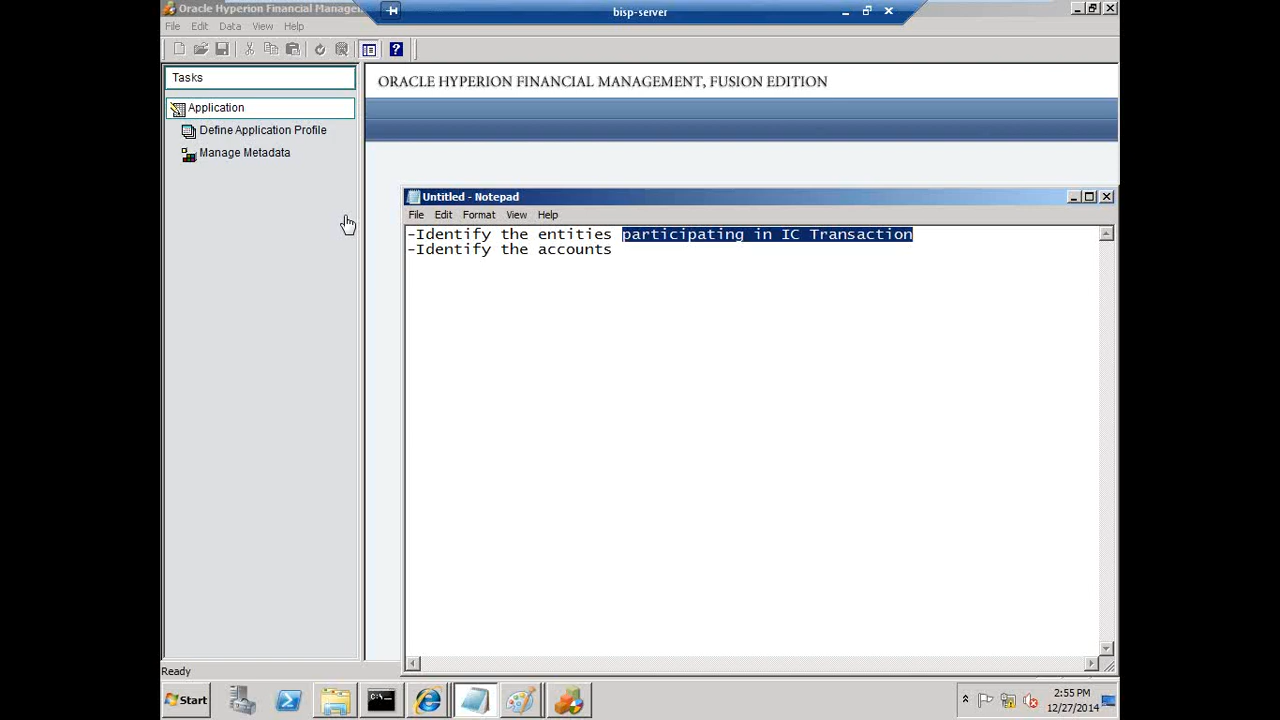 Oracle Hyperion Financial Manage
bisp-server
File Edit Data View Help
Tasks
Application
Define Application Profile
Manage Metadata
ORACLE HYPERION FINANCIAL MANAGEMENT, FUSION EDITION
Untitled - Notepad
File Edit Format View Help
-Identify the entities participating in IC Transaction
-Identify the accounts
Ready
Start
2:55 PM
12/27/2014